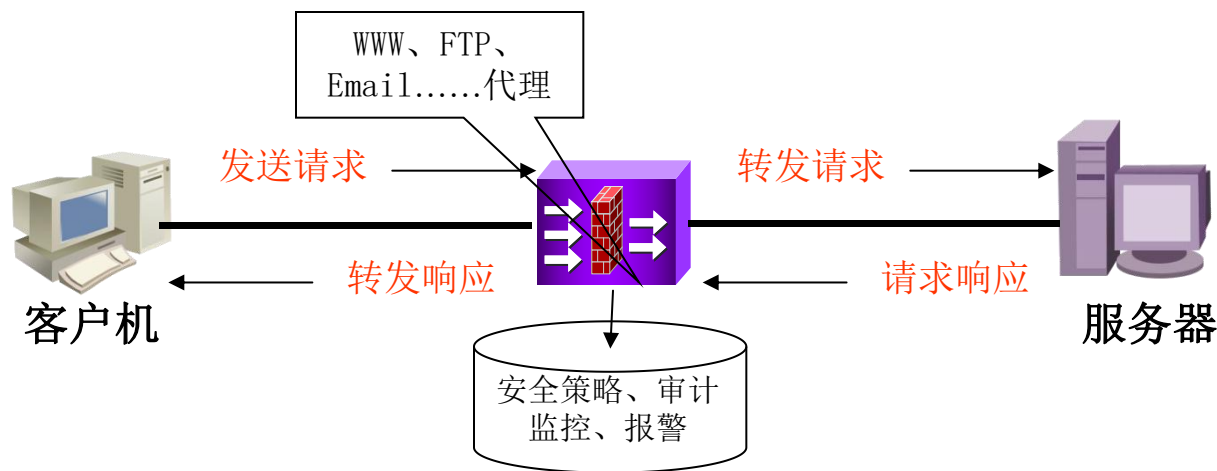 WWW、FTP、
Email......代理
发送请求
转发请求
转发响应
请求响应
客户机
服务器
安全策略、审计
监控、报警